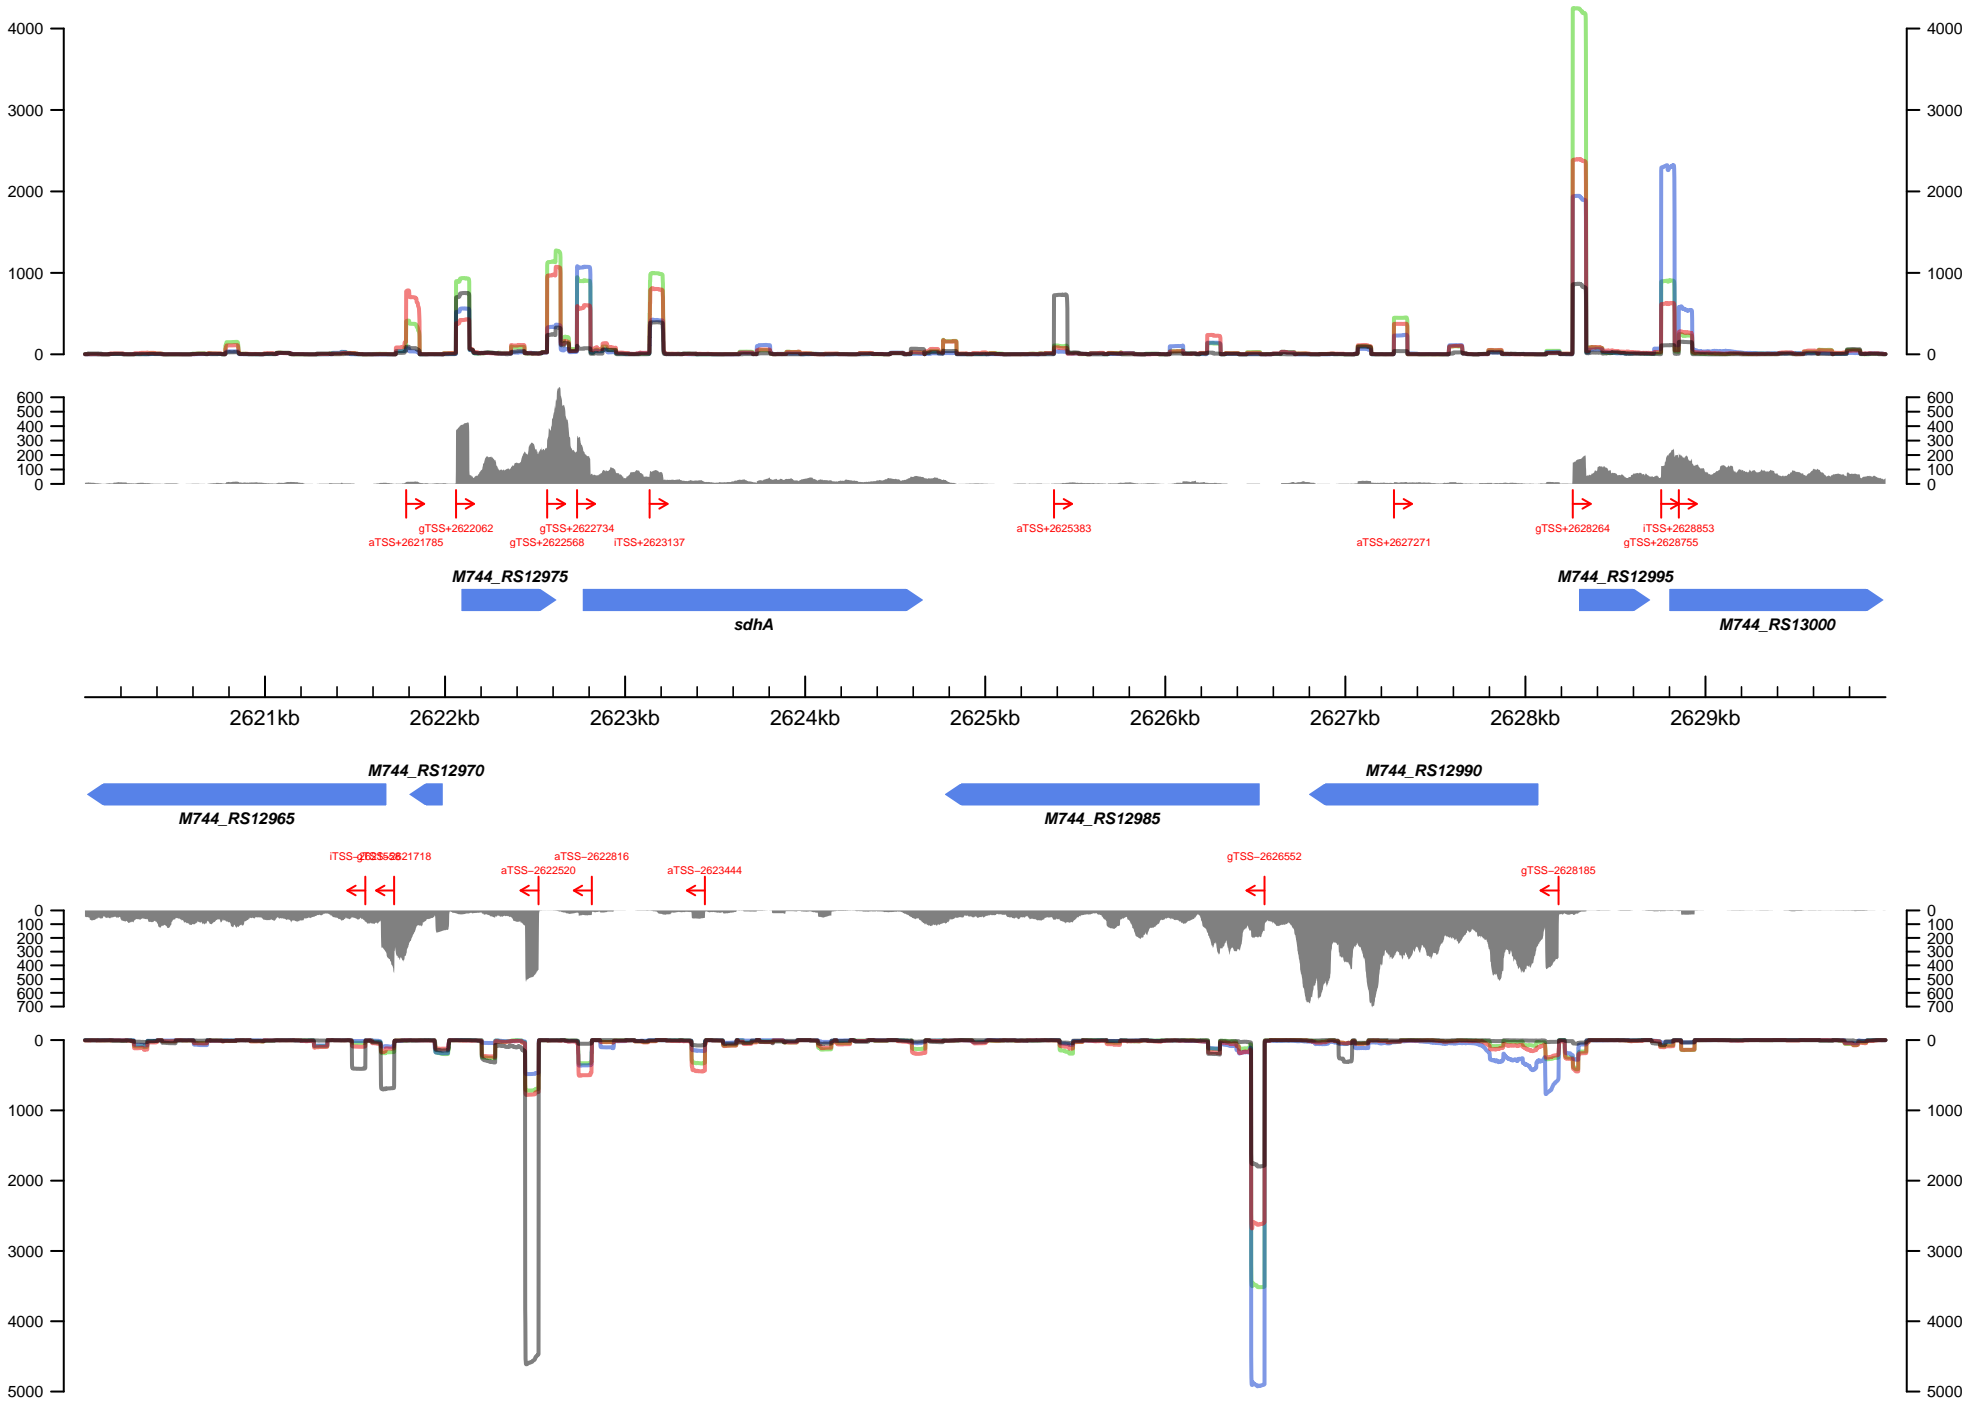 4000 4000
3000 3000
2000 2000
1000 1000
0 0
600 600
500 500
400 400
300 300
200 200
100 100
0 0
gTSS+2622062 gTSS+2622734 aTSS+2625383 gTSS+2628264 iTSS+2628853
aTSS+2621785 gTSS+2622568 iTSS+2623137 aTSS+2627271 gTSS+2628755
M744_RS12975 M744_RS12995
sdhA M744_RS13000
2621kb 2622kb 2623kb 2624kb 2625kb 2626kb 2627kb 2628kb 2629kb
M744_RS12970 M744_RS12990
M744_RS12965 M744_RS12985
gTSS−2621718 aTSS−2622816 gTSS−2626552
aTSS−2622520 aTSS−2623444 gTSS−2628185
0 0
100 100
200 200
300 300
400 400
500 500
600 600
700 700
0 0
1000 1000
2000 2000
3000 3000
4000 4000
5000 5000